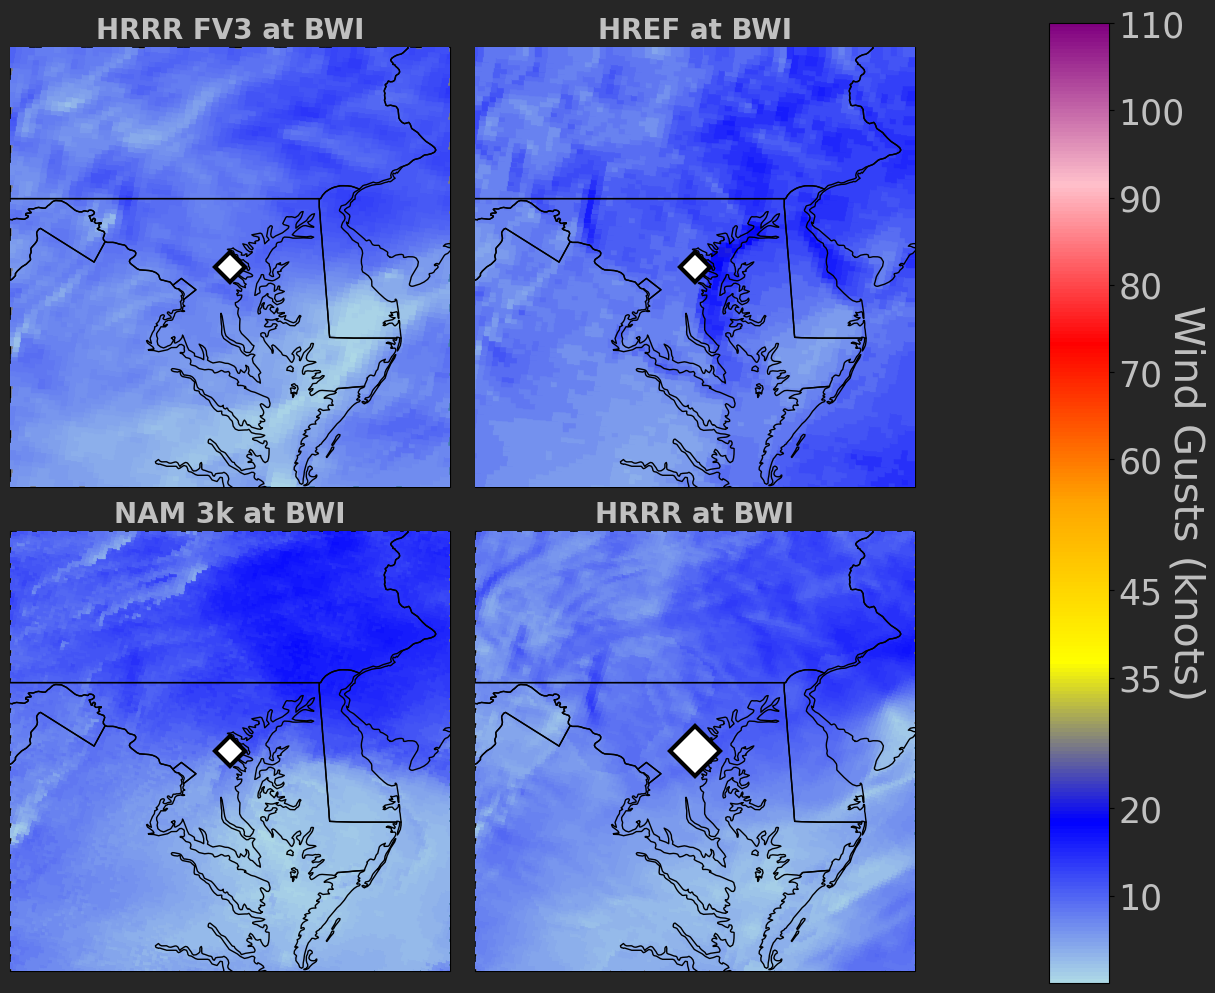 HRRR FV3 at BWI
HREF at BWI
NAM 3k at BWI
HRRR at BWI
110
100
90
80
70
60
45
35
20
10
Wind Gusts (knots)